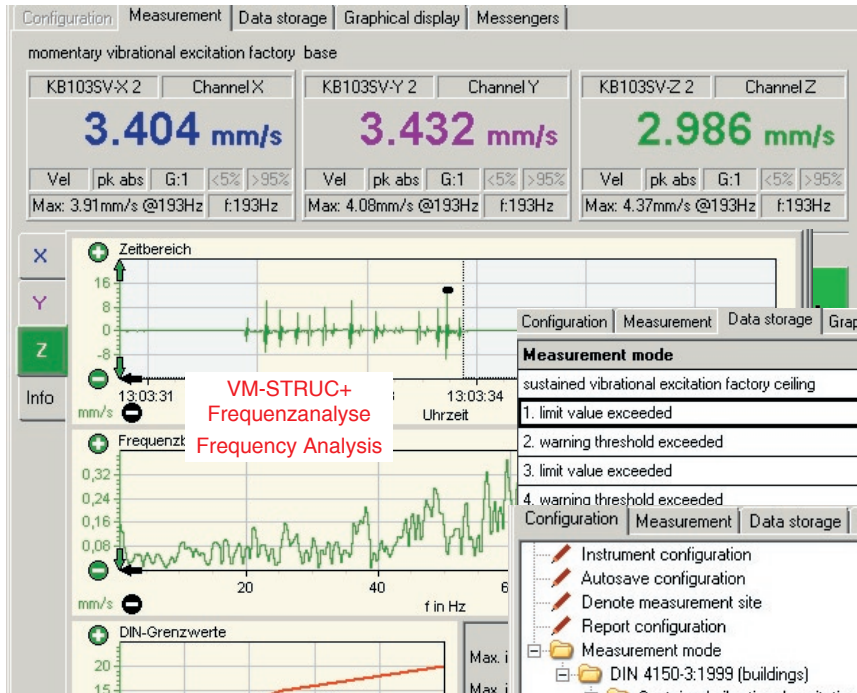 Configuration Measurement Data storage Graphical display Messengers
momentary vibrational excitation factory base
KB103SV-X 2 Channel X
3.404 mm/s
Vel pk abs G:1 <5% >95%
Max: 3.91mm/s @193Hz f:193Hz
KB103SV-Y 2 Channel Y
3.432 mm/s
Vel pk abs G:1 <5% >95%
Max: 4.08mm/s @193Hz f:193Hz
KB103SV-Z 2 Channel Z
2.986 mm/s
Vel pk abs G:1 <5% >95%
Max: 4.37mm/s @193Hz f:193Hz
X
Y
Z
Info
Zeitbereich
16
8
0
-8
mm/s
13:03:31
13:03:34
Uhrzeit
VM-STRUC+
Frequenzanalyse
Frequency Analysis
0,32
0,24
0,16
0,08
mm/s
20 40
f in Hz
DIN-Grenzwerte
20
15
Max. i
Max. i
Configuration Measurement Data storage
Measurement mode
sustained vibrational excitation factory ceiling
1. limit value exceeded
2. warning threshold exceeded
3. limit value exceeded
4. warning threshold exceeded
Configuration Measurement Data storage
Instrument configuration
Autosave configuration
Denote measurement site
Report configuration
Measurement mode
DIN 4150-3:1999 (buildings)